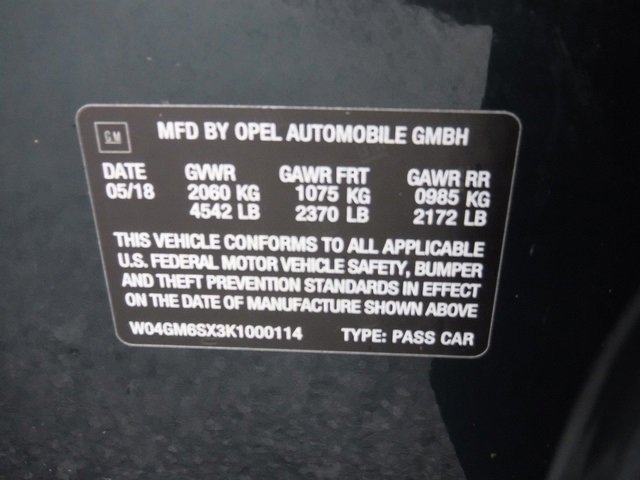 GM MFD BY OPEL AUTOMOBILE GMBH
DATE GVWR GAWR FRT GAWR RR
05/18 2060 KG 1075 KG 0985 KG
4542 LB 2370 LB 2172 LB
THIS VEHICLE CONFORMS TO ALL APPLICABLE
U.S. FEDERAL MOTOR VEHICLE SAFETY, BUMPER
AND THEFT PREVENTION STANDARDS IN EFFECT
ON THE DATE OF MANUFACTURE SHOWN ABOVE
W04GM6SX3K1000114 TYPE: PASS CAR